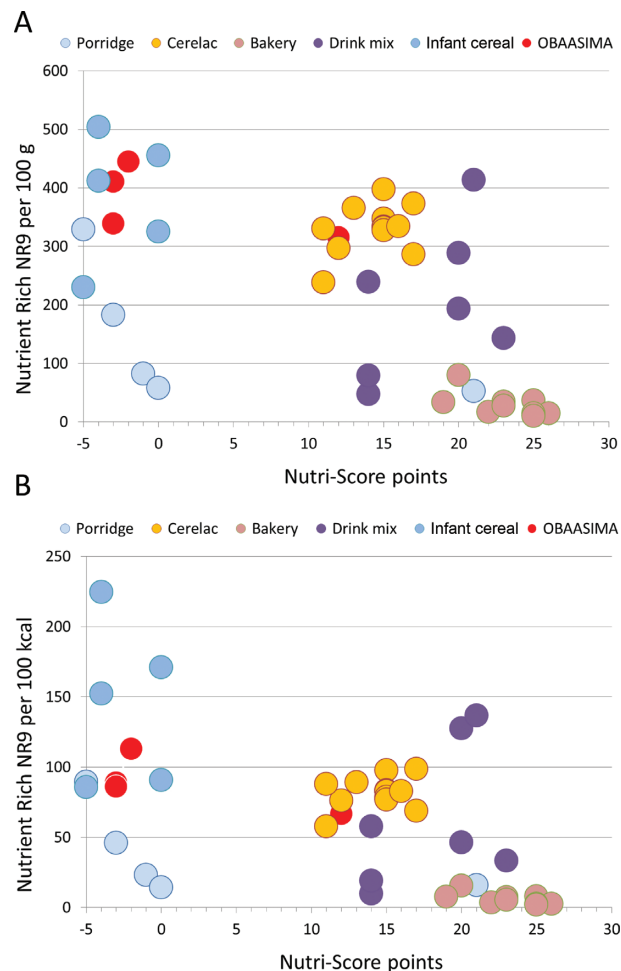 A
Porridge Cerelac Bakery Drink mix Infant cereal OBAASIMA
Nutrient Rich NR9 per 100 g
600
500
400
300
200
100
0
-5 0 5 10 15 20 25 30
Nutri-Score points
B
Porridge Cerelac Bakery Drink mix Infant cereal OBAASIMA
Nutrient Rich NR9 per 100 kcal
250
200
150
100
50
0
-5 0 5 10 15 20 25 30
Nutri-Score points